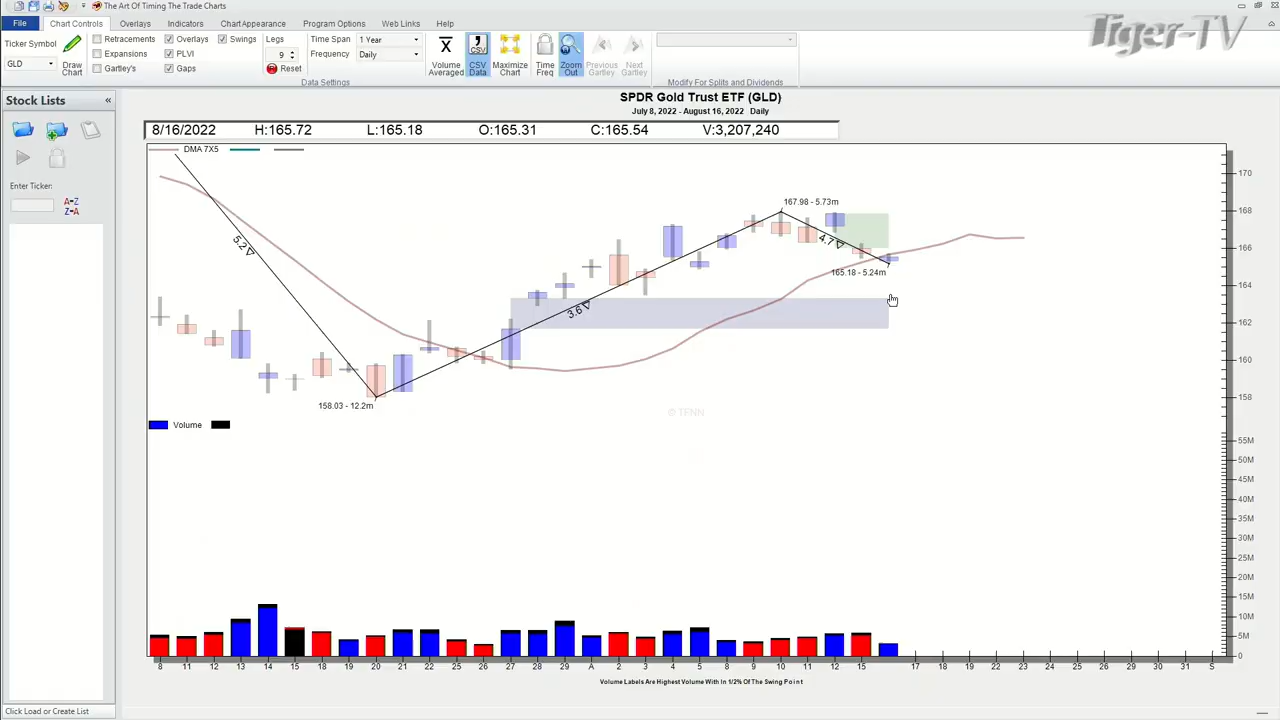 The Art Of Timing The Trade Charts
Tiger-TV
File
Chart Controls
Overlays
Indicators
Chart Appearance
Program Options
Web Links
Help
Ticker Symbol
GLD
Draw
Chart
Retracements
Expansions
Gartley's
Overlays
PLVI
Gaps
Swings
Legs
9
Reset
Time Span
1 Year
Frequency
Daily
Data Settings
Volume
Averaged
CSV
Data
Maximize
Chart
Time
Freq
Zoom
Out
Previous
Gartley
Next
Gartley
Modify For Splits and Dividends
Stock Lists
«
Enter Ticker:
A-Z
Z-A
Click Load or Create List
SPDR Gold Trust ETF (GLD)
July 8, 2022 - August 16, 2022 Daily
8/16/2022 H:165.72 L:165.18 O:165.31 C:165.54 V:3,207,240
DMA 7X5
167.98 - 5.73m
5.2
4.7
165.18 - 5.24m
3.6
158.03 - 12.2m
© TFNN
Volume
170
168
166
164
162
160
158
55M
50M
45M
40M
35M
30M
25M
20M
15M
10M
5M
0
8 11 12 13 14 15 18 19 20 21 22 25 26 27 28 29 A 2 3 4 5 8 9 10 11 12 15 16 17 18 19 22 23 24 25 26 29 30 31 S
Volume Labels Are Highest Volume With In 1/2% Of The Swing Point